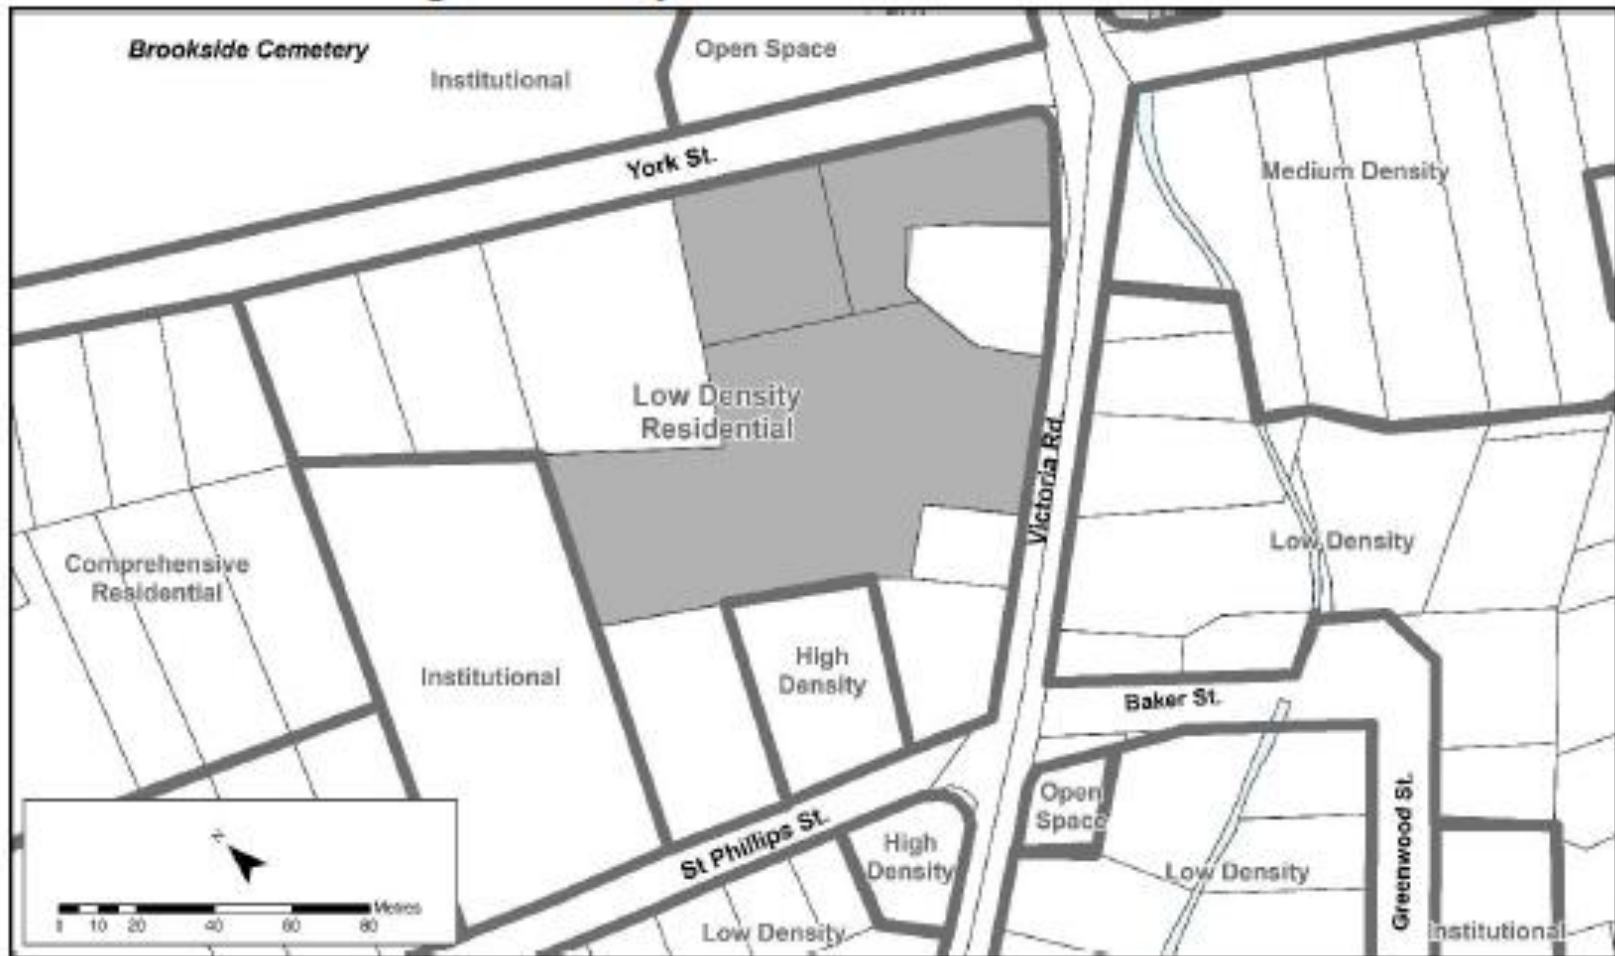 Brookside Cemetery
Institutional
Open Space
York St.
Medium Density
Low Density
Residential
Victoria Rd
Low Density
Comprehensive
Residential
Institutional
High
Density
Baker St.
Open
Space
Greenwood St.
St Phillips St.
High
Density
Low Density
Low Density
Institutional
N
Metres
10 20 40 60 80